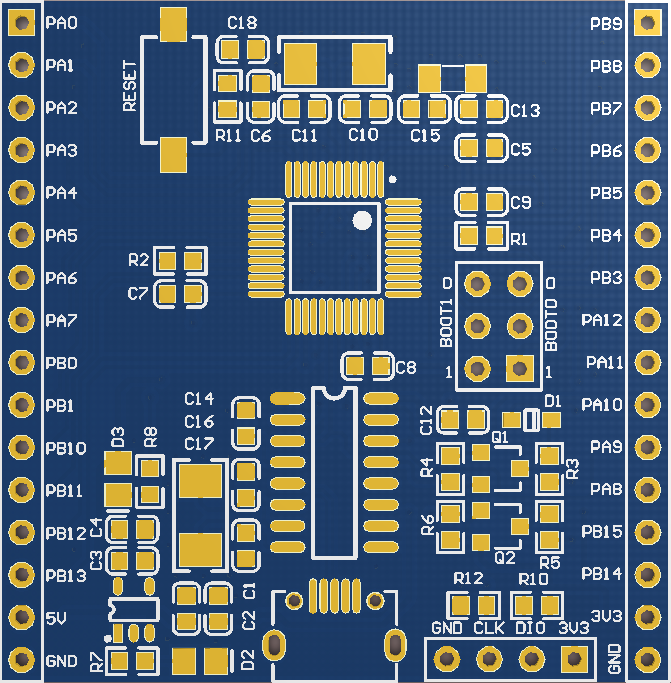 PA0
C18
PB9
PA1
RESET
PB8
PA2
R11
C6
C11
C10
C15
C13
PB7
PA3
C5
PB6
PA4
C9
PB5
PA5
R1
PB4
R2
PA6
C7
0
BOOT1
1
0
BOOT0
1
PB3
PA7
PA12
PB0
C8
PA11
PB1
C14
C16
C17
C12
D1
PA10
PB10
D3
R8
R4
Q1
R3
PA9
PB11
PA8
PB12
C4
C3
R6
Q2
R5
PB15
PB13
C1
C2
R12
R10
PB14
5V
GND
CLK
DIO
3V3
3V3
GND
R7
D2
GND